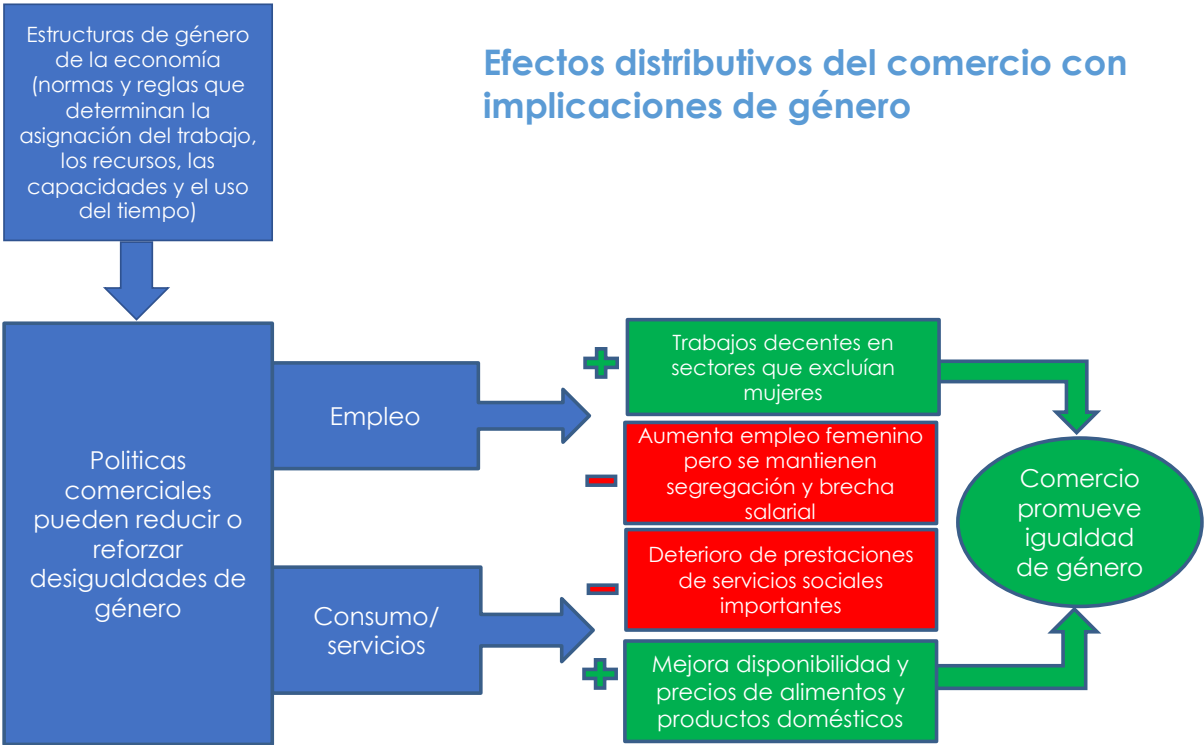 Estructuras de género
de la economía
(normas y reglas que
determinan la
asignación del trabajo,
los recursos, las
capacidades y el uso
del tiempo)
Efectos distributivos del comercio con
implicaciones de género
Politicas
comerciales
pueden reducir o
reforzar
desigualdades de
género
Empleo
Consumo/
servicios
+
Trabajos decentes en
sectores que excluían
mujeres
−
Aumenta empleo femenino
pero se mantienen
segregación y brecha
salarial
−
Deterioro de prestaciones
de servicios sociales
importantes
+
Mejora disponibilidad y
precios de alimentos y
productos domésticos
Comercio
promueve
igualdad
de género